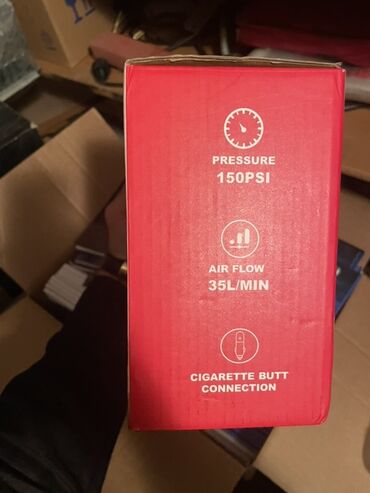 PRESSURE
150PSI
AIR FLOW
35L/MIN
CIGARETTE BUTT
CONNECTION